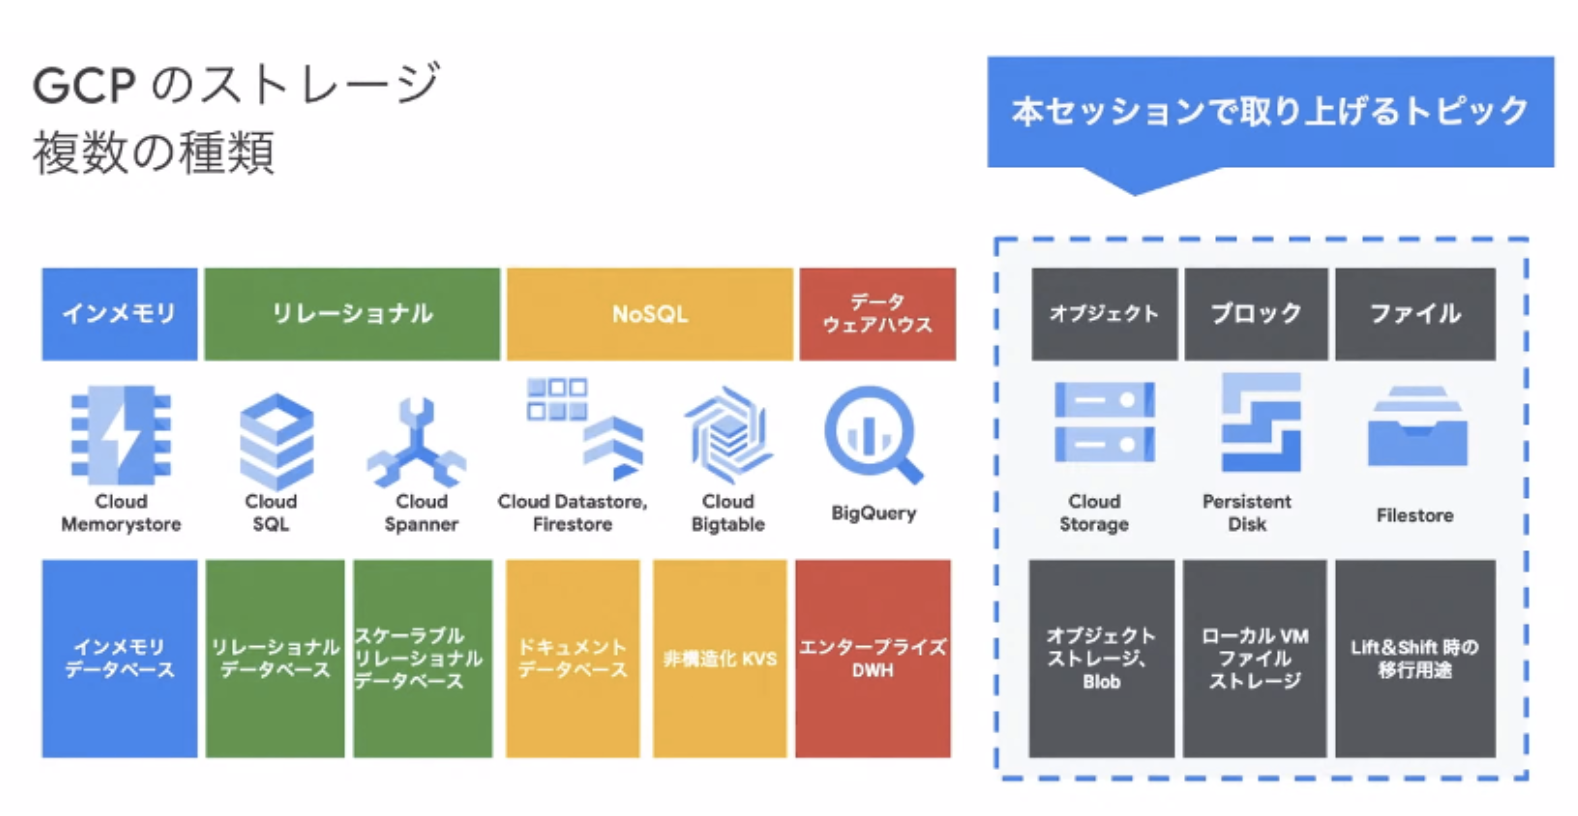 GCP のストレージ
複数の種類
本セッションで取り上げるトピック
インメモリ
リレーショナル
NoSQL
データ
ウェアハウス
オブジェクト
ブロック
ファイル
Cloud
Memorystore
Cloud
SQL
Cloud
Spanner
Cloud Datastore,
Firestore
Cloud
Bigtable
BigQuery
Cloud
Storage
Persistent
Disk
Filestore
インメモリ
データベース
リレーショナル
データベース
スケーラブル
リレーショナル
データベース
ドキュメント
データベース
非構造化 KVS
エンタープライズ
DWH
オブジェクト
ストレージ、
Blob
ローカル VM
ファイル
ストレージ
Lift&Shift 時の
移行用途